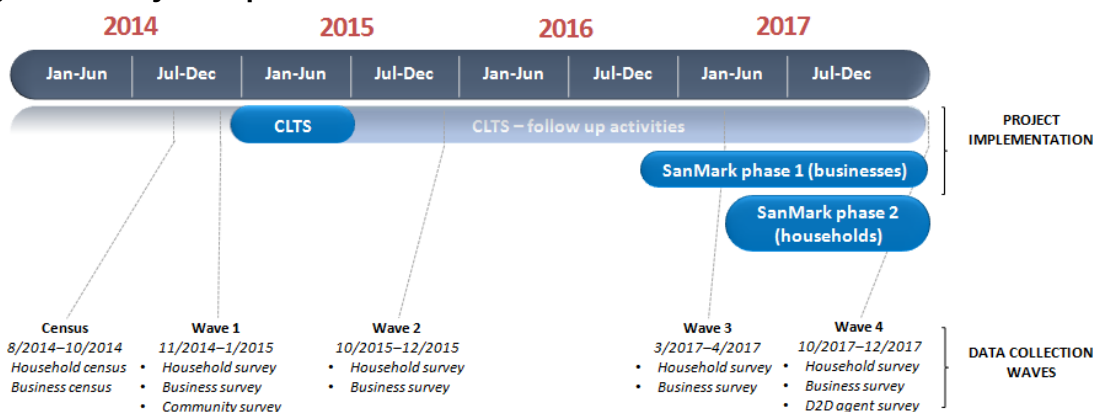 2014 2015 2016 2017
Jan-Jun Jul-Dec Jan-Jun Jul-Dec Jan-Jun Jul-Dec Jan-Jun Jul-Dec
CLTS
CLTS – follow up activities
SanMark phase 1 (businesses)
SanMark phase 2
(households)
PROJECT
IMPLEMENTATION
Census
8/2014–10/2014
Household census
Business census
Wave 1
11/2014–1/2015
• Household survey
• Business survey
• Community survey
Wave 2
10/2015–12/2015
• Household survey
• Business survey
Wave 3
3/2017–4/2017
• Household survey
• Business survey
Wave 4
10/2017–12/2017
• Household survey
• Business survey
• D2D agent survey
DATA COLLECTION
WAVES